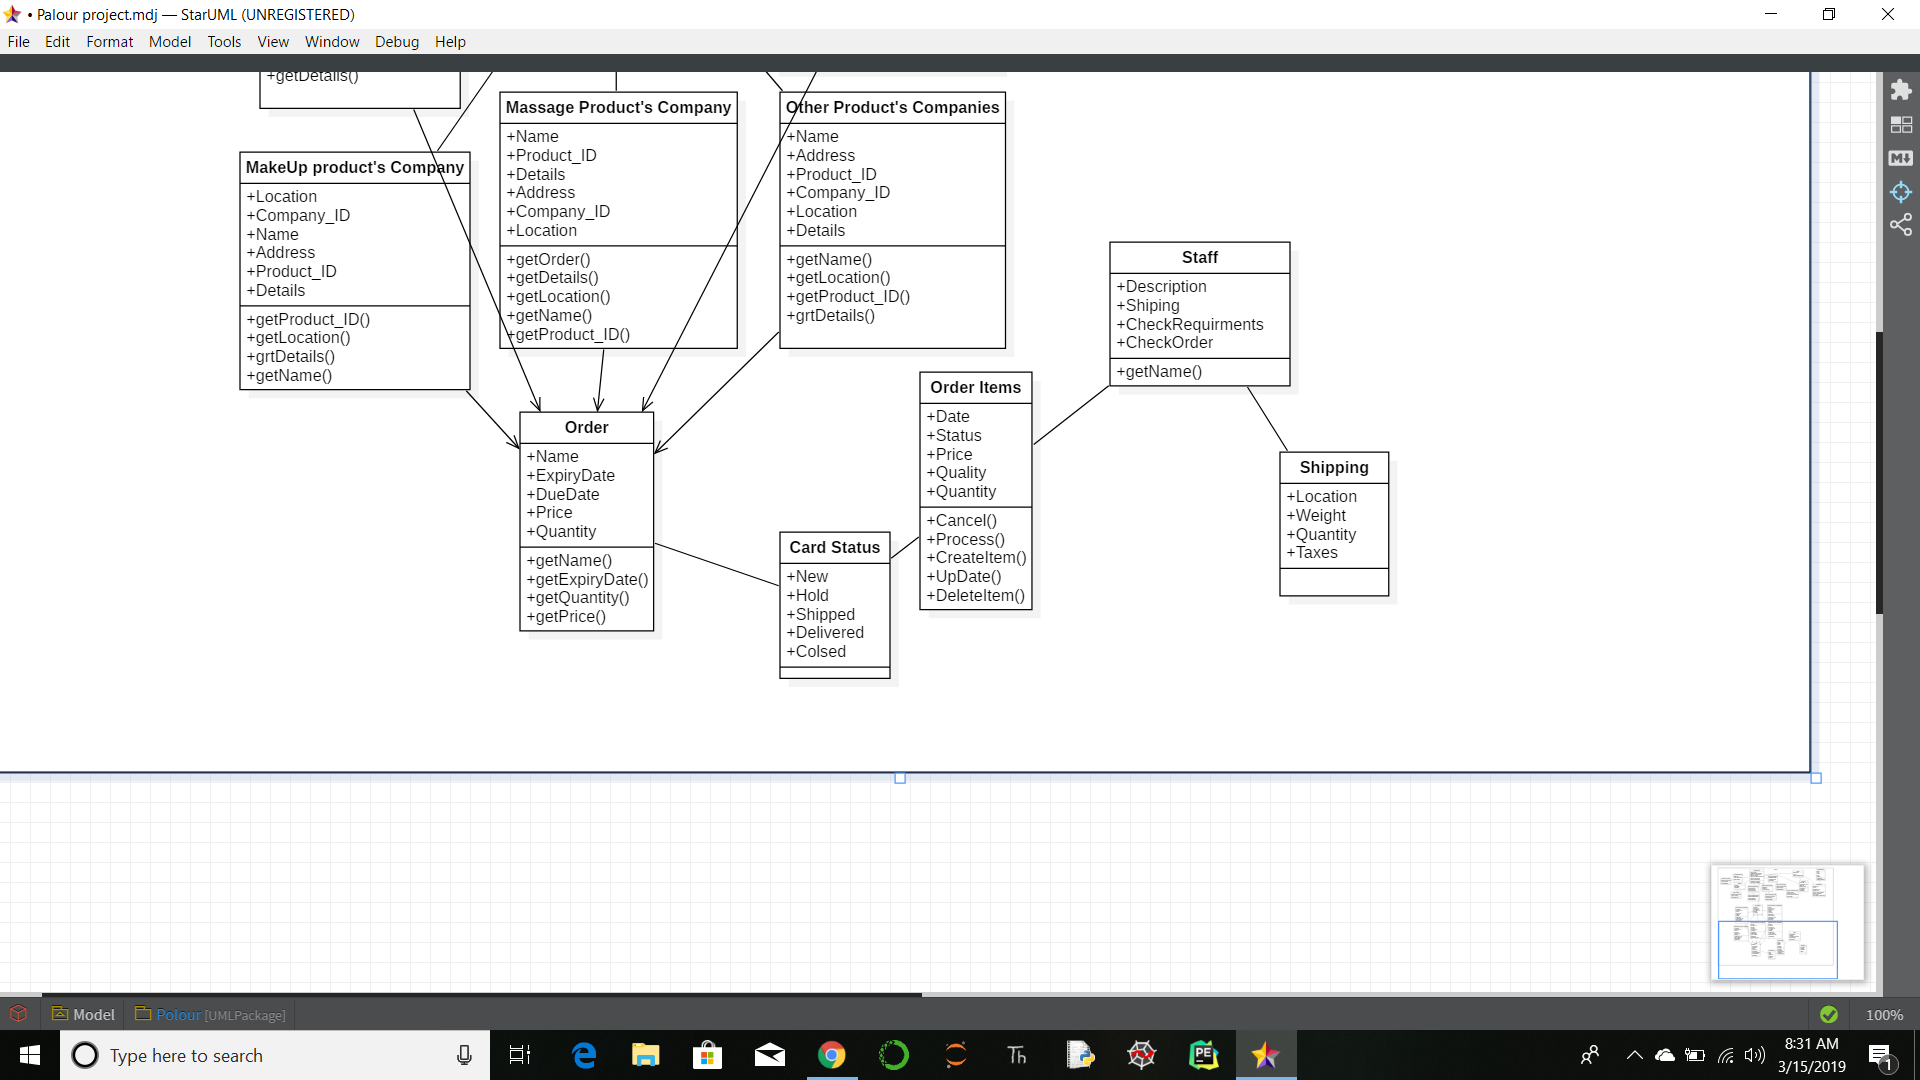 • Palour project.mdj — StarUML (UNREGISTERED)
File Edit Format Model Tools View Window Debug Help
+getDetails()
MakeUp product's Company
+Location
+Company_ID
+Name
+Address
+Product_ID
+Details
+getProduct_ID()
+getLocation()
+grtDetails()
+getName()
Massage Product's Company
+Name
+Product_ID
+Details
+Address
+Company_ID
+Location
+getOrder()
+getDetails()
+getLocation()
+getName()
+getProduct_ID()
Other Product's Companies
+Name
+Address
+Product_ID
+Company_ID
+Location
+Details
+getName()
+getLocation()
+getProduct_ID()
+grtDetails()
Order
+Name
+ExpiryDate
+DueDate
+Price
+Quantity
+getName()
+getExpiryDate()
+getQuantity()
+getPrice()
Card Status
+New
+Hold
+Shipped
+Delivered
+Colsed
Order Items
+Date
+Status
+Price
+Quality
+Quantity
+Cancel()
+Process()
+CreateItem()
+UpDate()
+DeleteItem()
Staff
+Description
+Shiping
+CheckRequirments
+CheckOrder
+getName()
Shipping
+Location
+Weight
+Quantity
+Taxes
M
Model Polour [UMLPackage]
100%
Type here to search
Th
PE
8:31 AM
3/15/2019
1